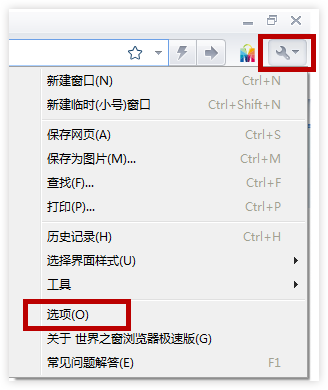 新建窗口(N) Ctrl+N
新建临时(小号)窗口 Ctrl+Shift+N
保存网页(A) Ctrl+S
保存为图片(M)... Ctrl+M
查找(F)... Ctrl+F
打印(P)... Ctrl+P
历史记录(H) Ctrl+H
选择界面样式(U)
工具
选项(O)
关于 世界之窗浏览器极速版(G)
常见问题解答(E) F1